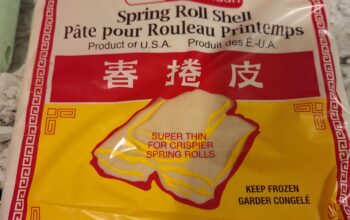 Spring Roll Shell
Pâte pour Rouleau Printemps
Product of U.S.A. Produit des É.-U.A.
春捲皮
SUPER THIN
FOR CRISPIER
SPRING ROLLS
KEEP FROZEN
GARDER CONGELÉ